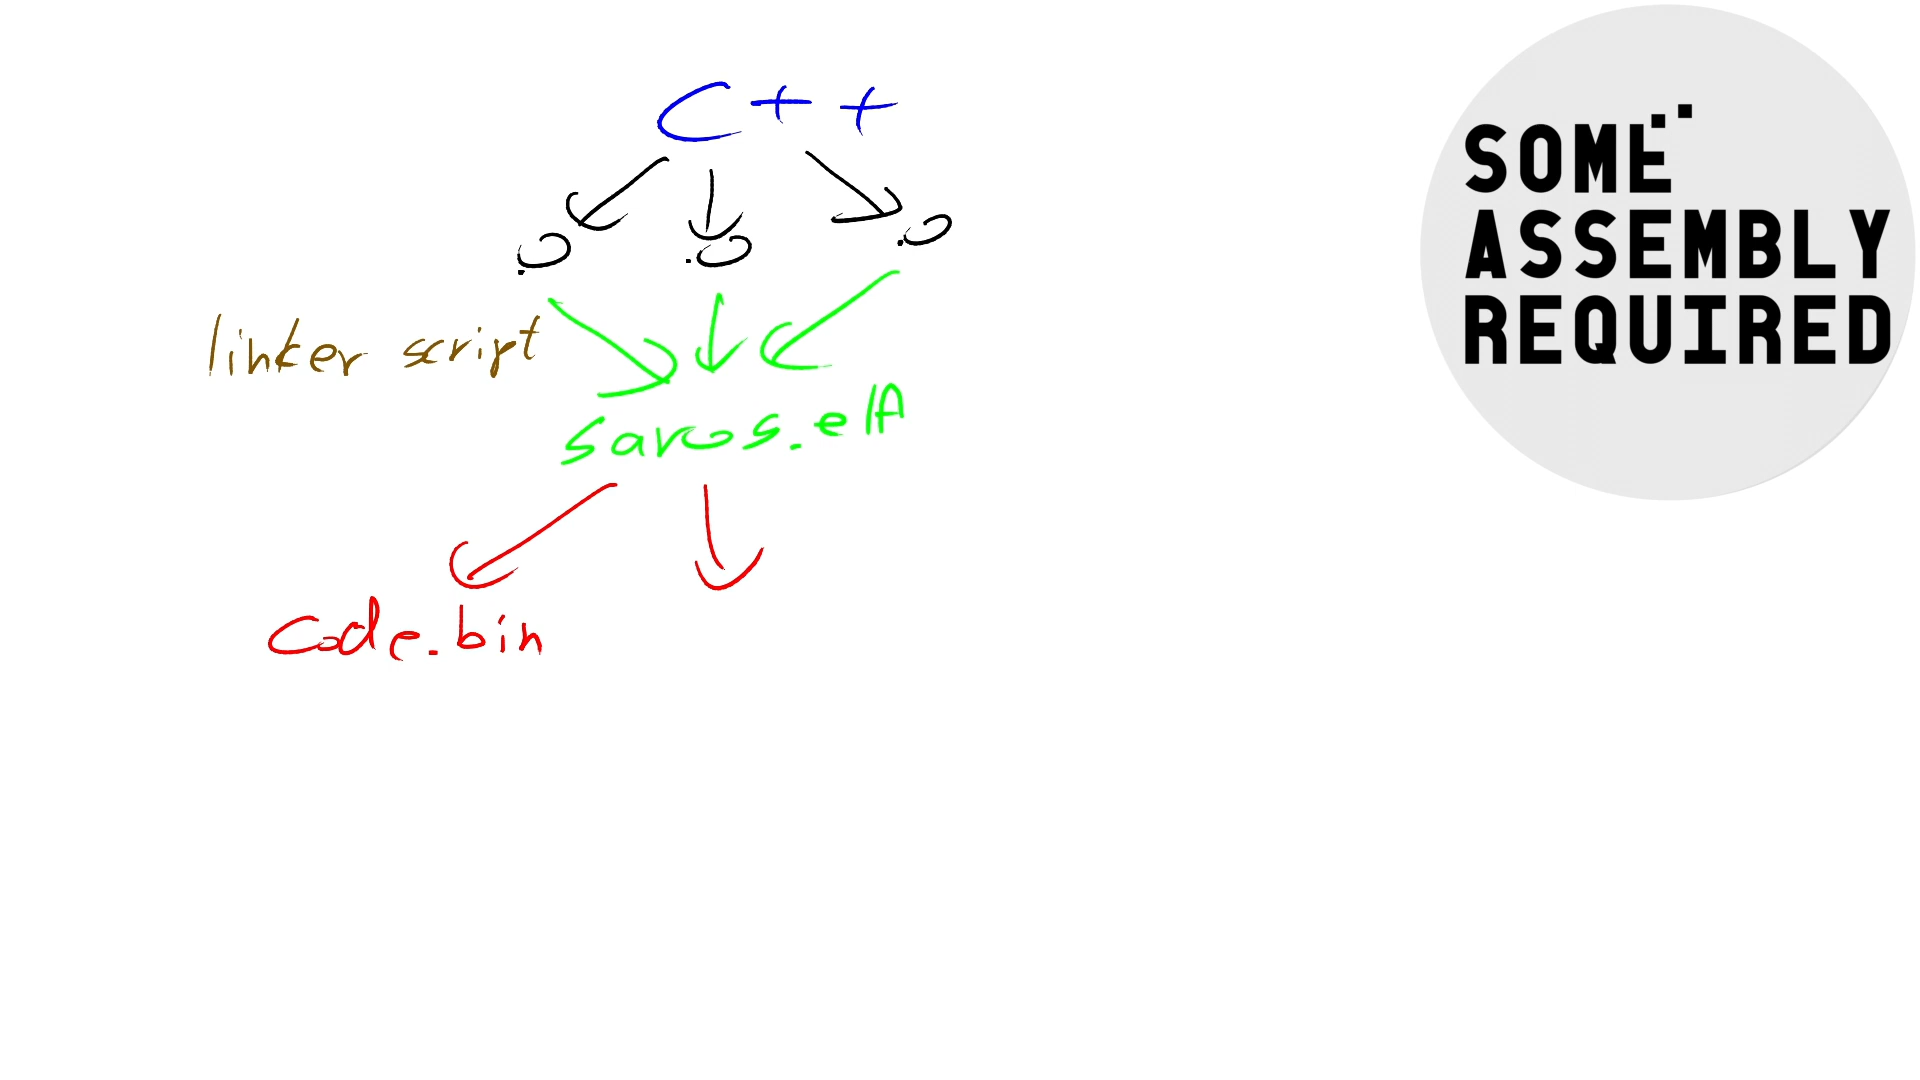 C++
.o .o .o
linker script
saros.elf
code.bin
SOME
ASSEMBLY
REQUIRED